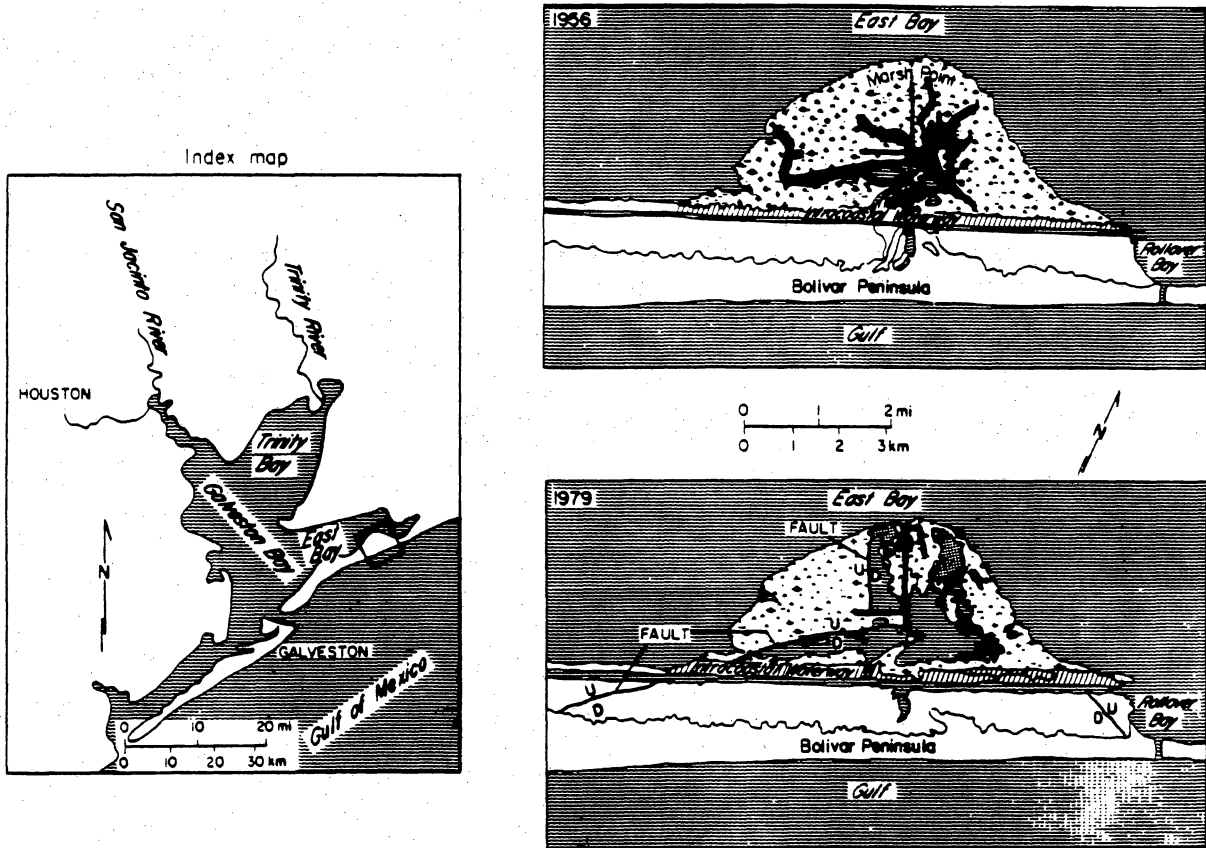 Index map
San Jacinto River
Trinity River
HOUSTON
Trinity
Bay
Galveston Bay
East
Bay
N
GALVESTON
Gulf of Mexico
0 10 20 mi
0 10 20 30 km
1956
East Bay
Marsh Point
Intracoastal Waterway
Rollover
Bay
Bolivar Peninsula
Gulf
0 1 2 mi
0 1 2 3 km
N
1979
East Bay
FAULT
U
D
U
D
FAULT
Intracoastal Waterway
U
D
D U
Rollover
Bay
Bolivar Peninsula
Gulf